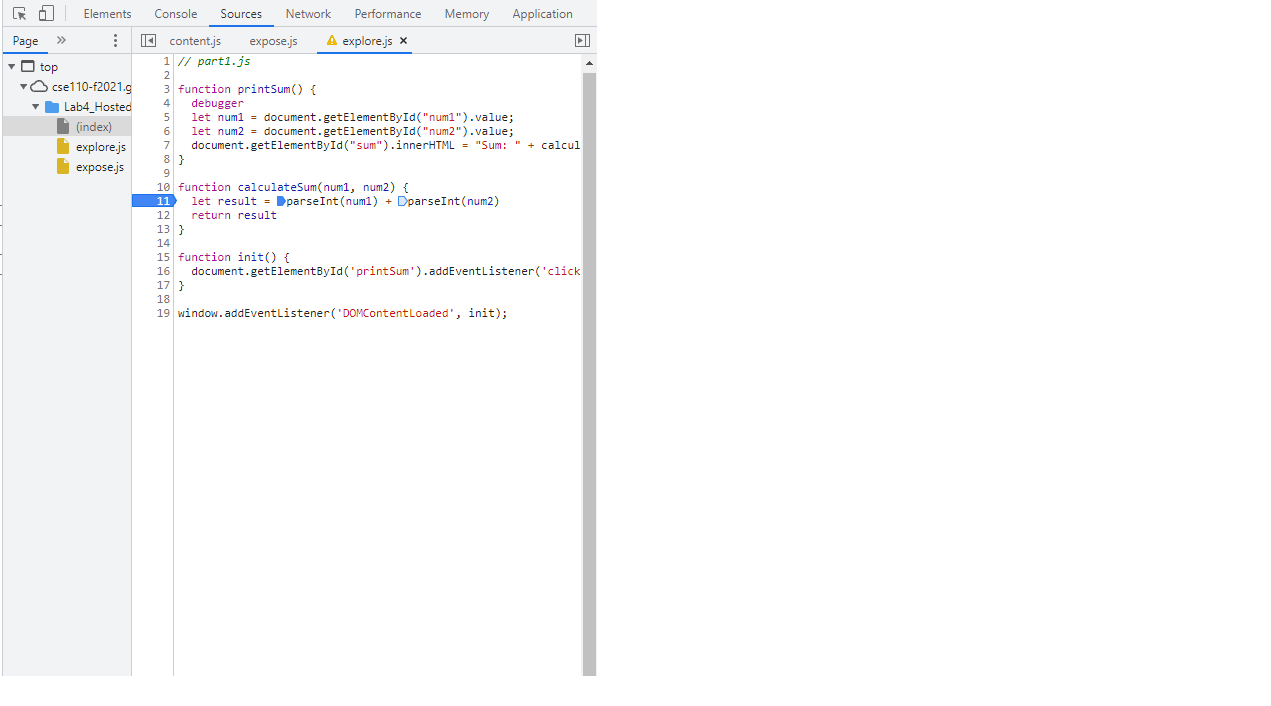 Elements Console Sources Network Performance Memory Application
Page » content.js expose.js explore.js ×
top
cse110-f2021.g
Lab4_Hosted
(index)
explore.js
expose.js
1 // part1.js
2
3 function printSum() {
4 debugger
5 let num1 = document.getElementById("num1").value;
6 let num2 = document.getElementById("num2").value;
7 document.getElementById("sum").innerHTML = "Sum: " + calcul
8 }
9
10 function calculateSum(num1, num2) {
11 let result = parseInt(num1) + parseInt(num2)
12 return result
13 }
14
15 function init() {
16 document.getElementById('printSum').addEventListener('click
17 }
18
19 window.addEventListener('DOMContentLoaded', init);